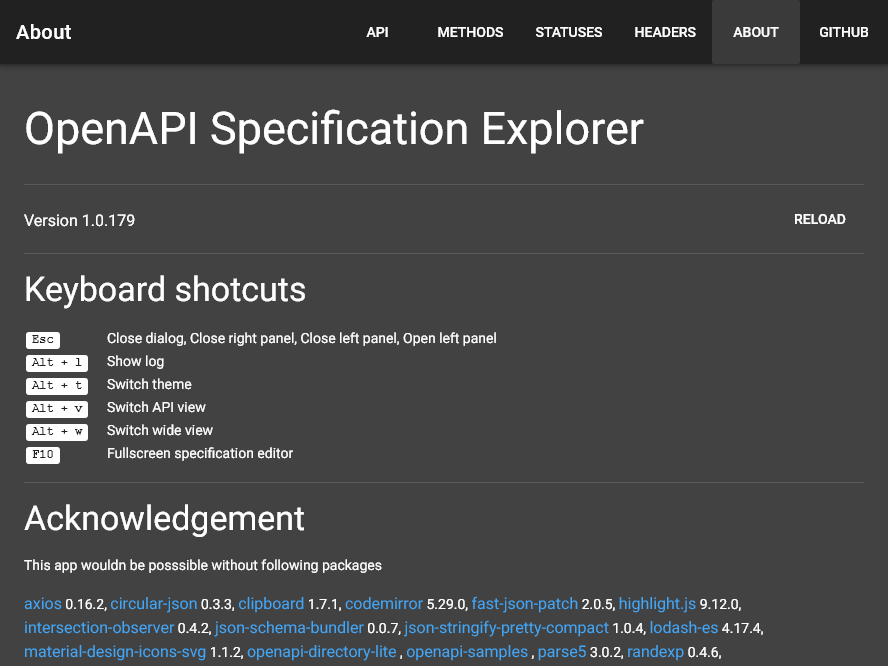 About API METHODS STATUSES HEADERS ABOUT GITHUB
OpenAPI Specification Explorer
Version 1.0.179 RELOAD
Keyboard shotcuts
Esc Close dialog, Close right panel, Close left panel, Open left panel
Alt + l Show log
Alt + t Switch theme
Alt + v Switch API view
Alt + w Switch wide view
F10 Fullscreen specification editor
Acknowledgement
This app wouldn be posssible without following packages
axios 0.16.2, circular-json 0.3.3, clipboard 1.7.1, codemirror 5.29.0, fast-json-patch 2.0.5, highlight.js 9.12.0,
intersection-observer 0.4.2, json-schema-bundler 0.0.7, json-stringify-pretty-compact 1.0.4, lodash-es 4.17.4,
material-design-icons-svg 1.1.2, openapi-directory-lite , openapi-samples , parse5 3.0.2, randexp 0.4.6,